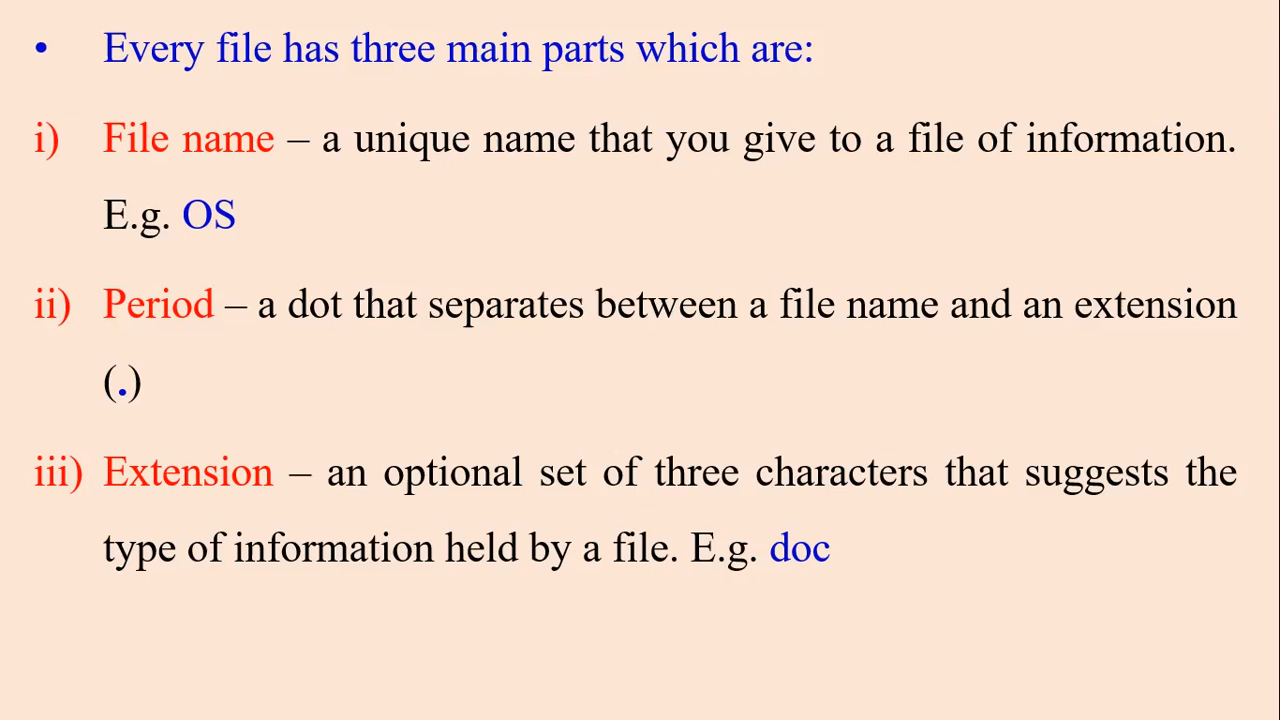 • Every file has three main parts which are:
i) File name – a unique name that you give to a file of information.
E.g. OS
ii) Period – a dot that separates between a file name and an extension
(.)
iii) Extension – an optional set of three characters that suggests the
type of information held by a file. E.g. doc